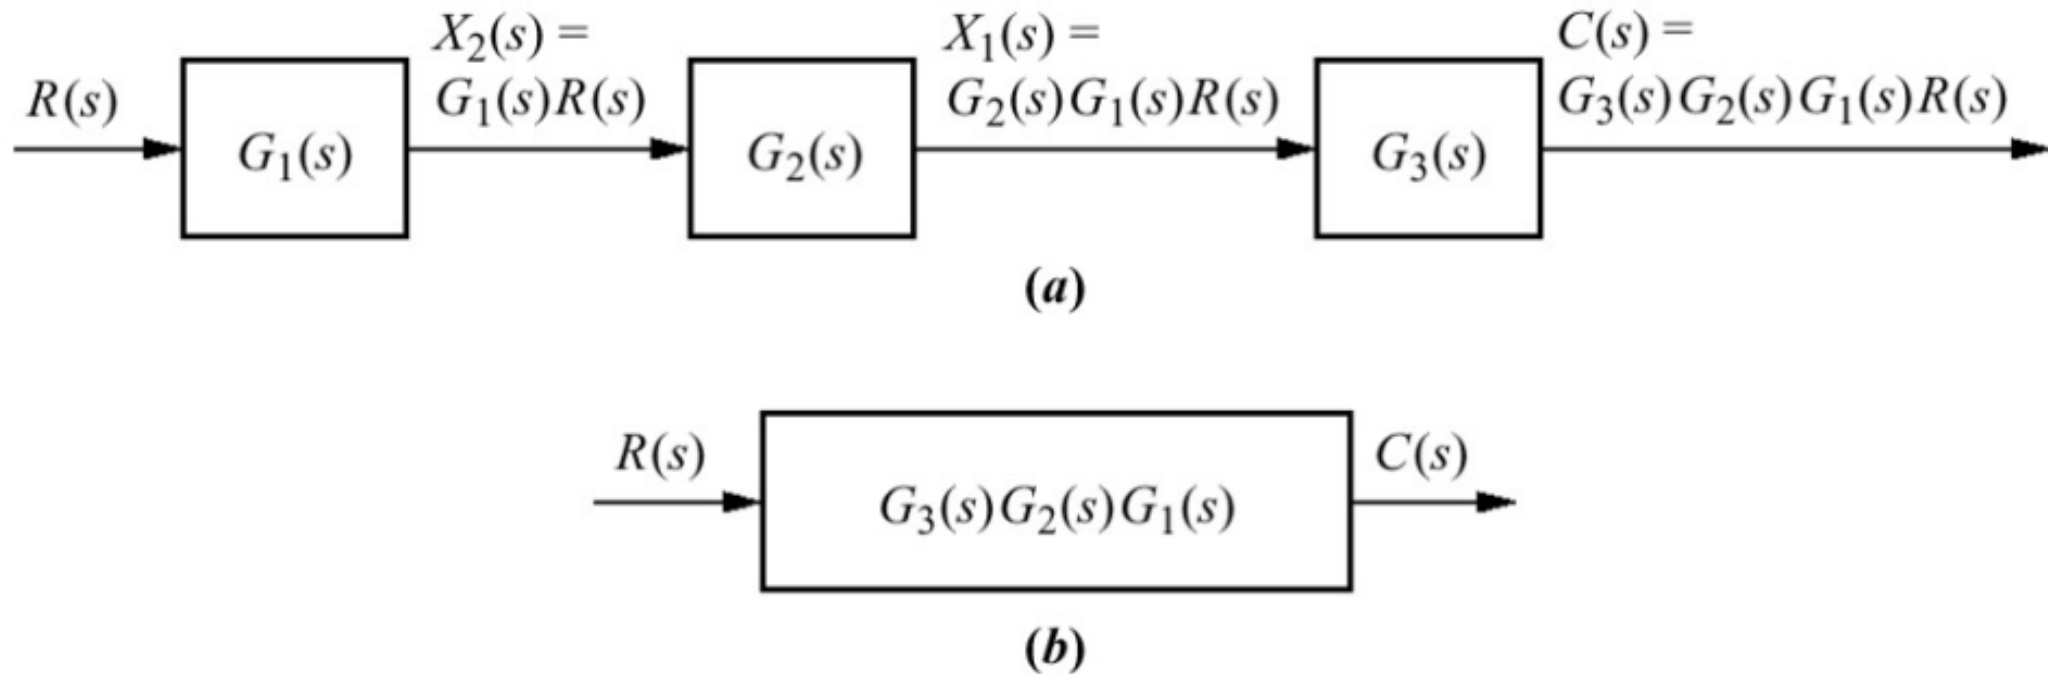 R(s)
G₁(s)
X₂(s) =
G₁(s)R(s)
G₂(s)
X₁(s) =
G₂(s)G₁(s)R(s)
G₃(s)
C(s) =
G₃(s)G₂(s)G₁(s)R(s)
(a)
R(s)
G₃(s)G₂(s)G₁(s)
C(s)
(b)